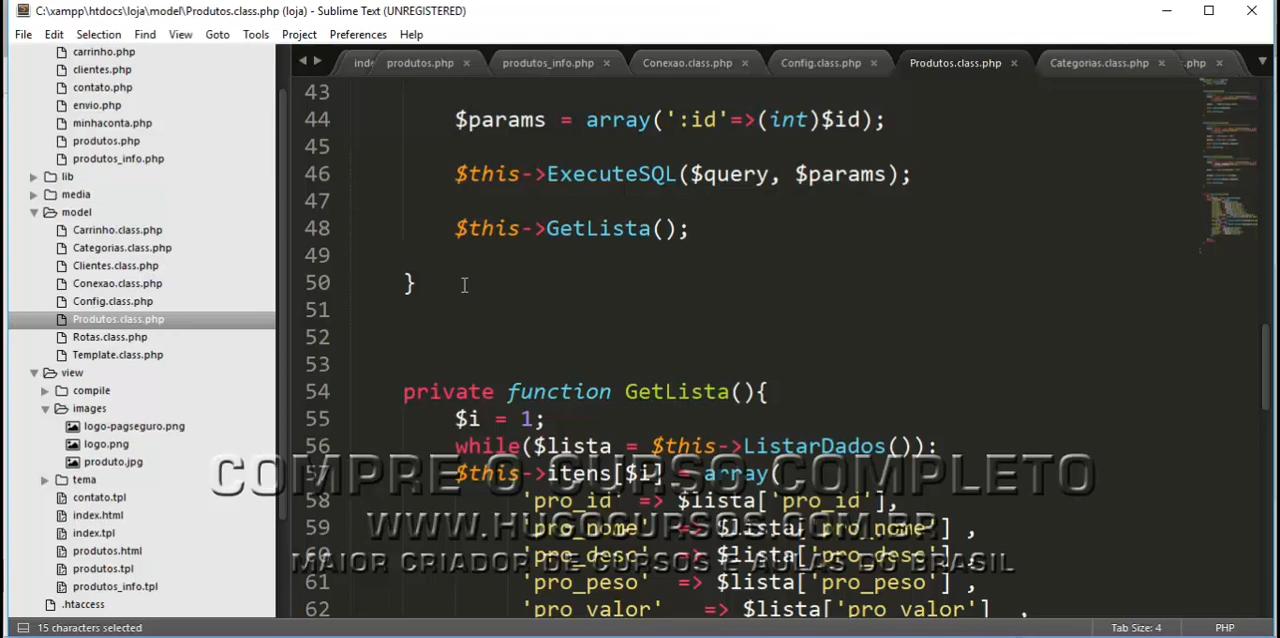 C:\xampp\htdocs\loja\model\Produtos.class.php (loja) - Sublime Text (UNREGISTERED)
File Edit Selection Find View Goto Tools Project Preferences Help
produtos.php × produtos_info.php × Conexao.class.php × Config.class.php × Produtos.class.php × Categorias.class.php × .php ×
carrinho.php
clientes.php
contato.php
envio.php
minhaconta.php
produtos.php
produtos_info.php
lib
media
model
Carrinho.class.php
Categorias.class.php
Clientes.class.php
Conexao.class.php
Config.class.php
Produtos.class.php
Rotas.class.php
Template.class.php
view
compile
images
logo-pagseguro.png
logo.png
produto.jpg
tema
contato.tpl
index.html
index.tpl
produtos.html
produtos.tpl
produtos_info.tpl
.htaccess
43
44 $params = array(':id'=>(int)$id);
45
46 $this->ExecuteSQL($query, $params);
47
48 $this->GetLista();
49
50 }
51
52
53
54 private function GetLista(){
55 $i = 1;
56 while($lista = $this->ListarDados()):
57 $this->itens[$i] = array(
58 'pro_id' => $lista['pro_id'],
59 'pro_nome' => $lista['pro_nome'] ,
60 'pro_desc' => $lista['pro_desc'] ,
61 'pro_peso' => $lista['pro_peso'] ,
62 'pro_valor' => $lista['pro_valor'] ,
COMPRE O CURSO COMPLETO
WWW.HUGOCURSOS.COM.BR
MAIOR CRIADOR DE CURSOS E AULAS DO BRASIL
15 characters selected Tab Size: 4 PHP